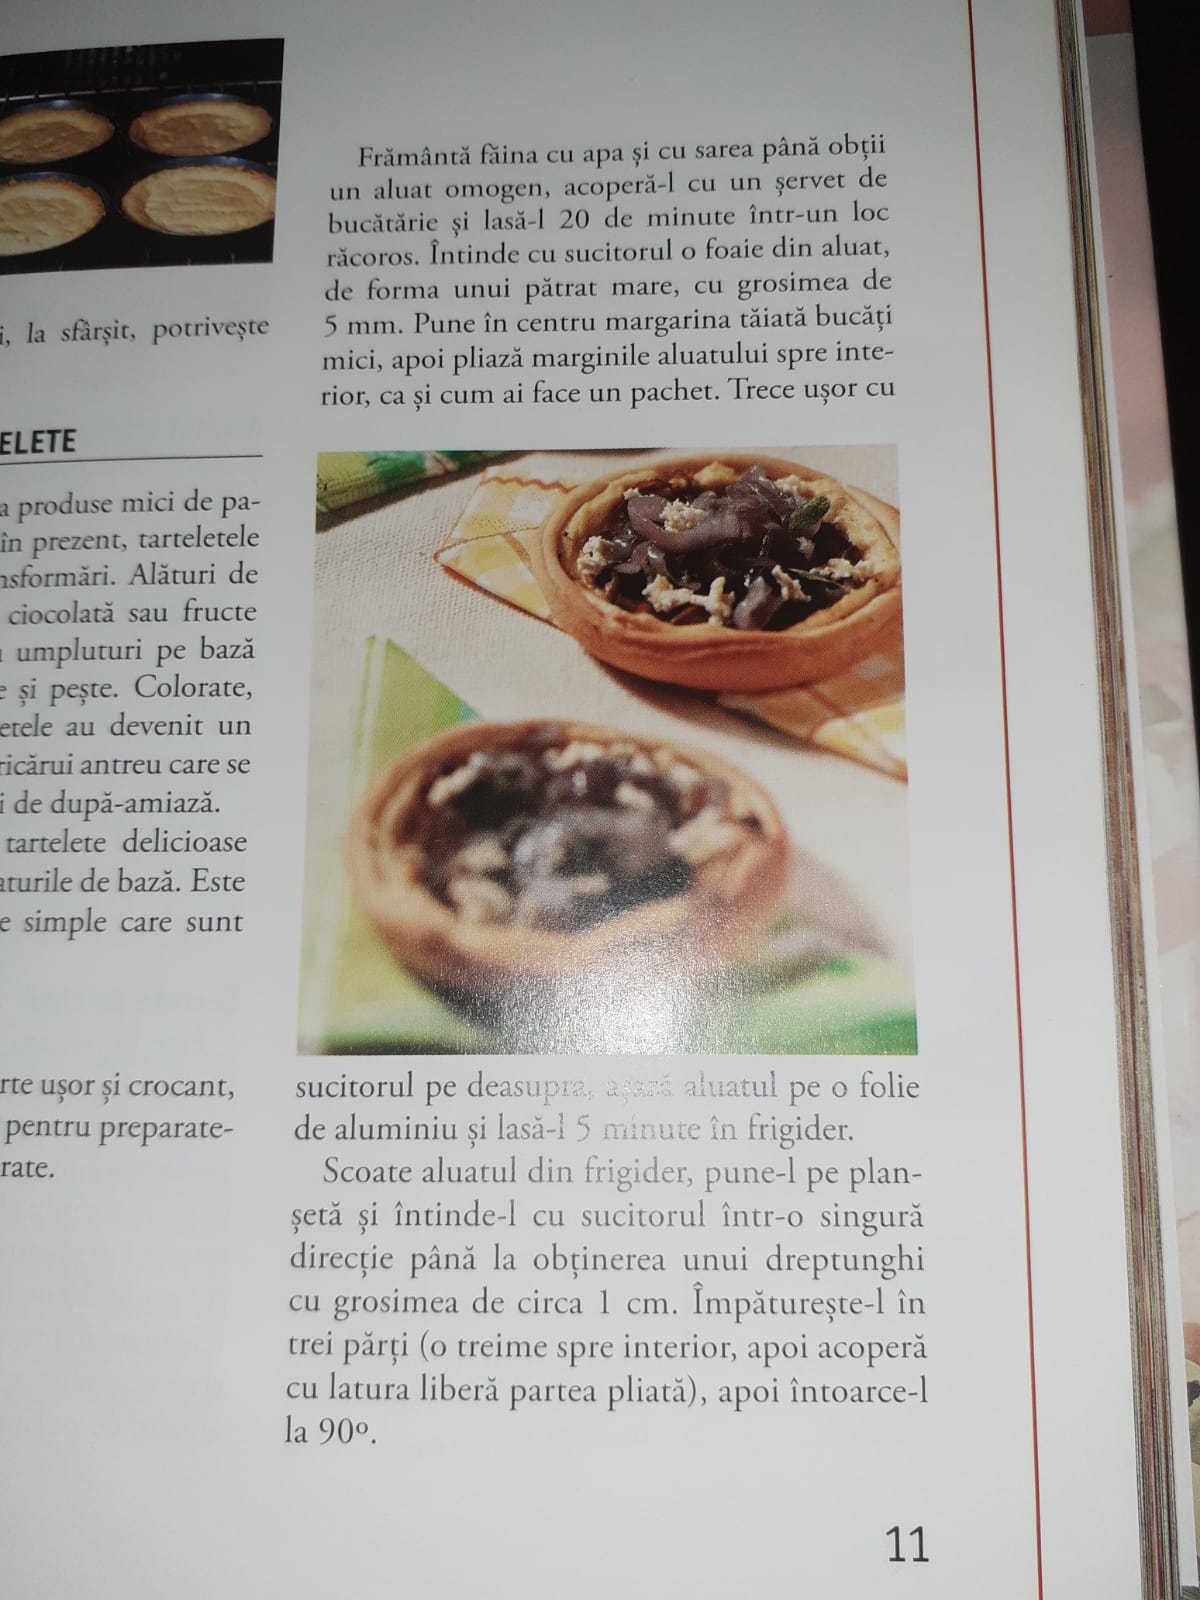 i, la sfârșit, potrivește
ELETE
a produse mici de pa-
în prezent, tarteletele
nsformări. Alături de
ciocolată sau fructe
umpluturi pe bază
e și pește. Colorate,
etele au devenit un
ricărui antreu care se
i de după-amiază.
tartelete delicioase
aturile de bază. Este
e simple care sunt
rte ușor și crocant,
pentru preparate-
rate.
Frământă făina cu apa și cu sarea până obții
un aluat omogen, acoperă-l cu un șervet de
bucătărie și lasă-l 20 de minute într-un loc
răcoros. Întinde cu sucitorul o foaie din aluat,
de forma unui pătrat mare, cu grosimea de
5 mm. Pune în centru margarina tăiată bucăți
mici, apoi pliază marginile aluatului spre inte-
rior, ca și cum ai face un pachet. Trece ușor cu
sucitorul pe deasupra, așază aluatul pe o folie
de aluminiu și lasă-l 5 minute în frigider.
Scoate aluatul din frigider, pune-l pe plan-
șetă și întinde-l cu sucitorul într-o singură
direcție până la obținerea unui dreptunghi
cu grosimea de circa 1 cm. Împăturește-l în
trei părți (o treime spre interior, apoi acoperă
cu latura liberă partea pliată), apoi întoarce-l
la 90º.
11